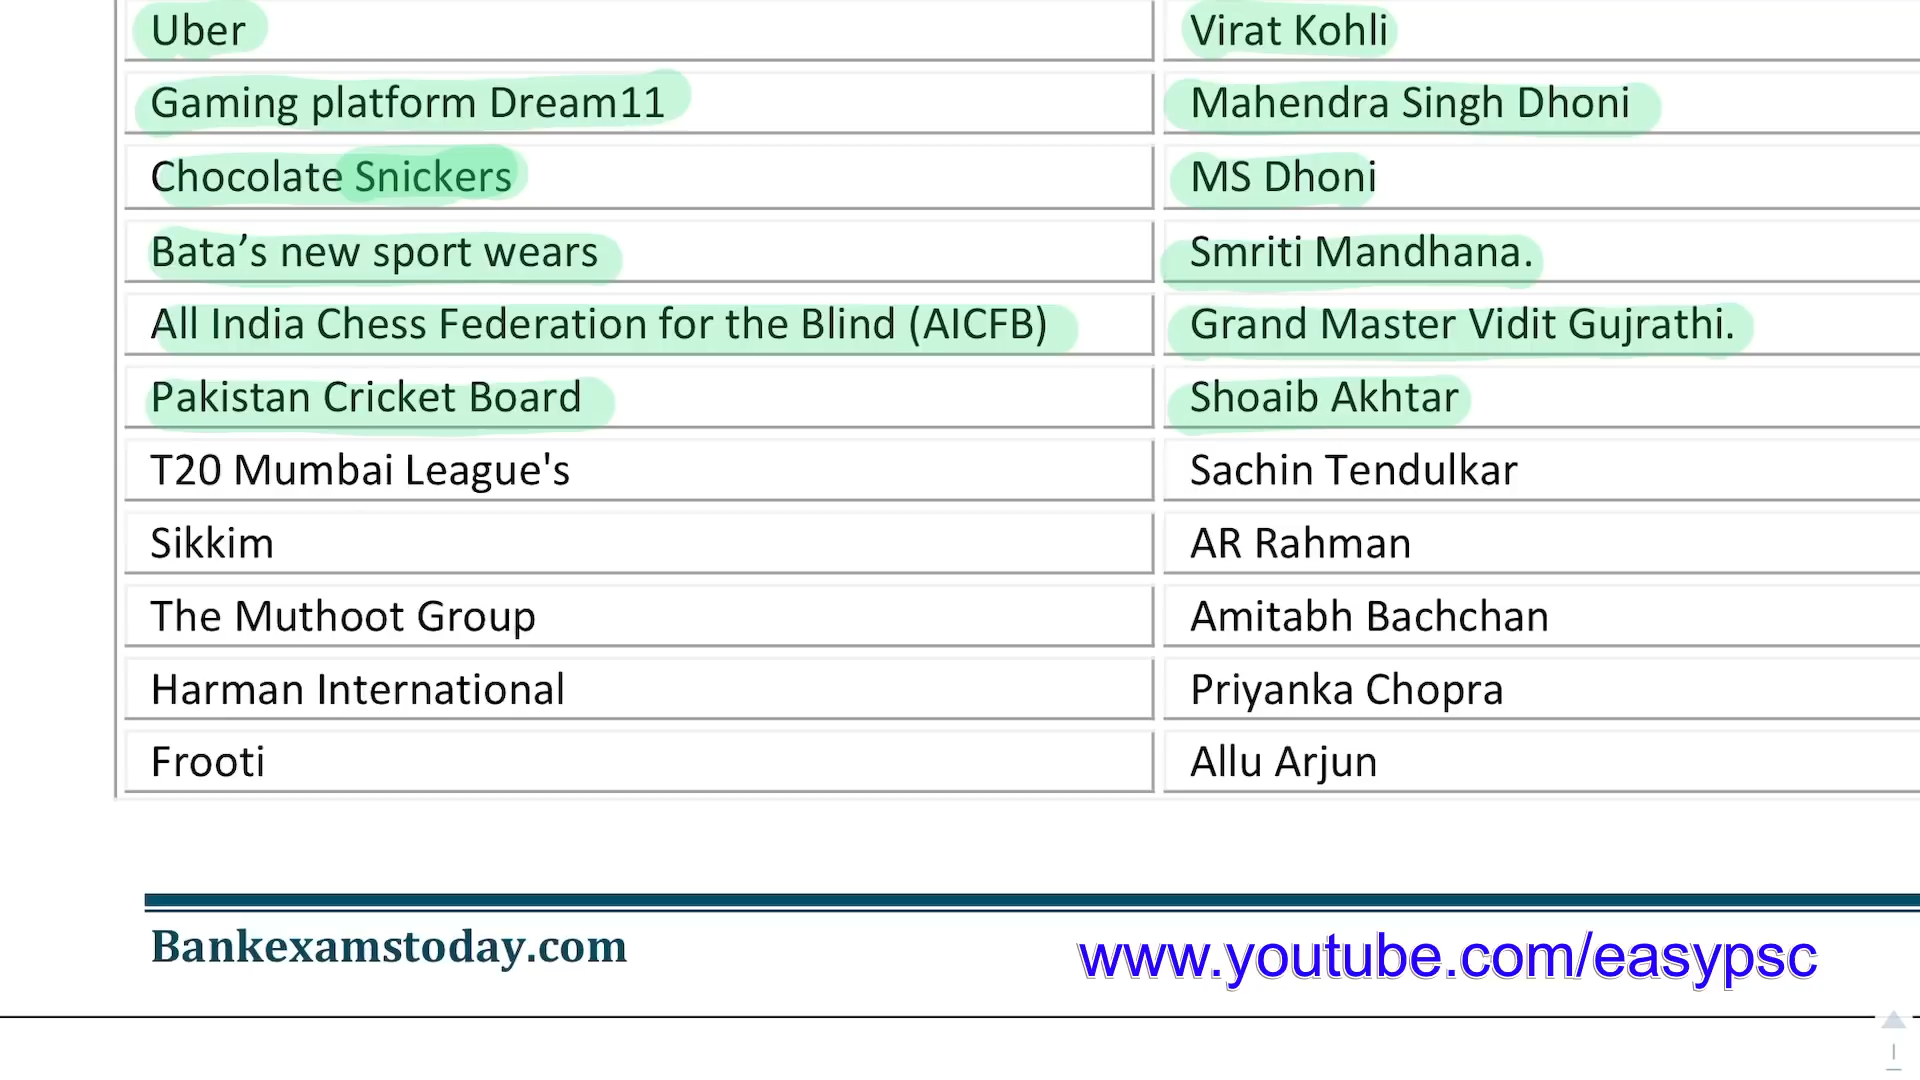 Uber Virat Kohli
Gaming platform Dream11 Mahendra Singh Dhoni
Chocolate Snickers MS Dhoni
Bata’s new sport wears Smriti Mandhana.
All India Chess Federation for the Blind (AICFB) Grand Master Vidit Gujrathi.
Pakistan Cricket Board Shoaib Akhtar
T20 Mumbai League's Sachin Tendulkar
Sikkim AR Rahman
The Muthoot Group Amitabh Bachchan
Harman International Priyanka Chopra
Frooti Allu Arjun
Bankexamstoday.com www.youtube.com/easypsc